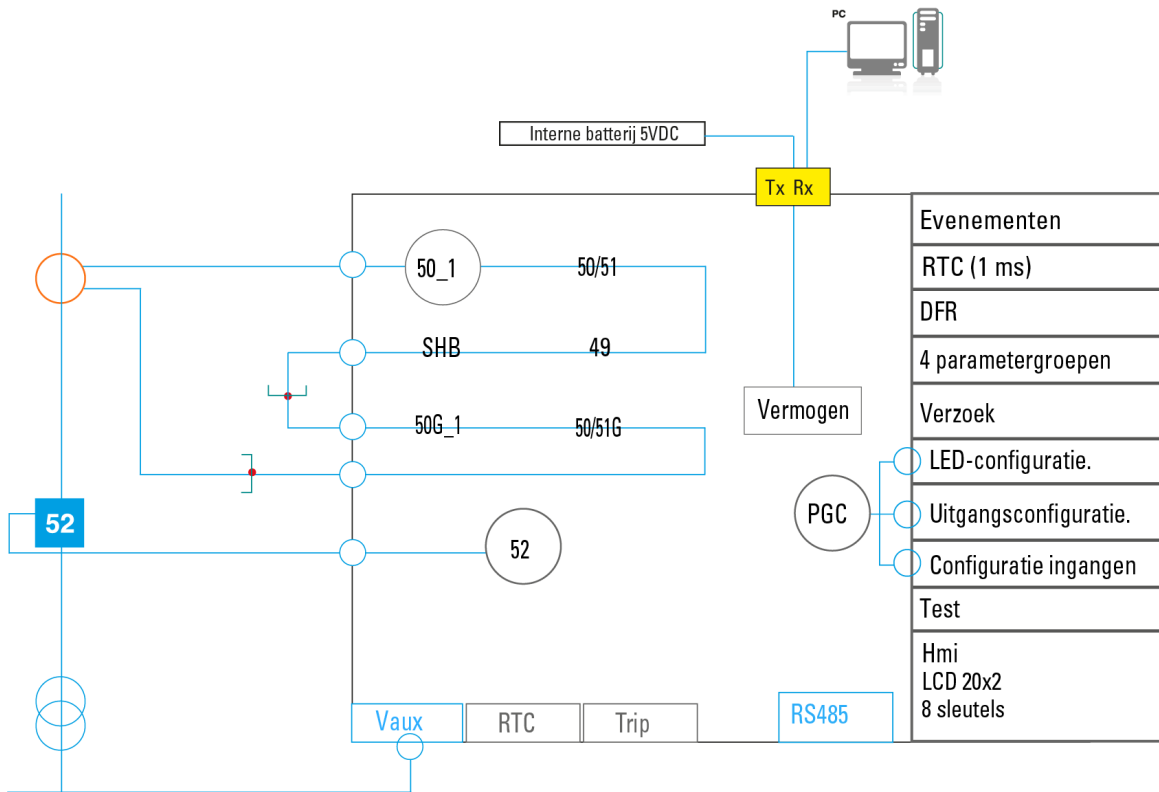 PC
Interne batterij 5VDC
Tx Rx
50_1
50/51
SHB
49
50G_1
50/51G
52
52
Vermogen
PGC
Evenementen
RTC (1 ms)
DFR
4 parametergroepen
Verzoek
LED-configuratie.
Uitgangsconfiguratie.
Configuratie ingangen
Test
Hmi
LCD 20x2
8 sleutels
Vaux
RTC
Trip
RS485